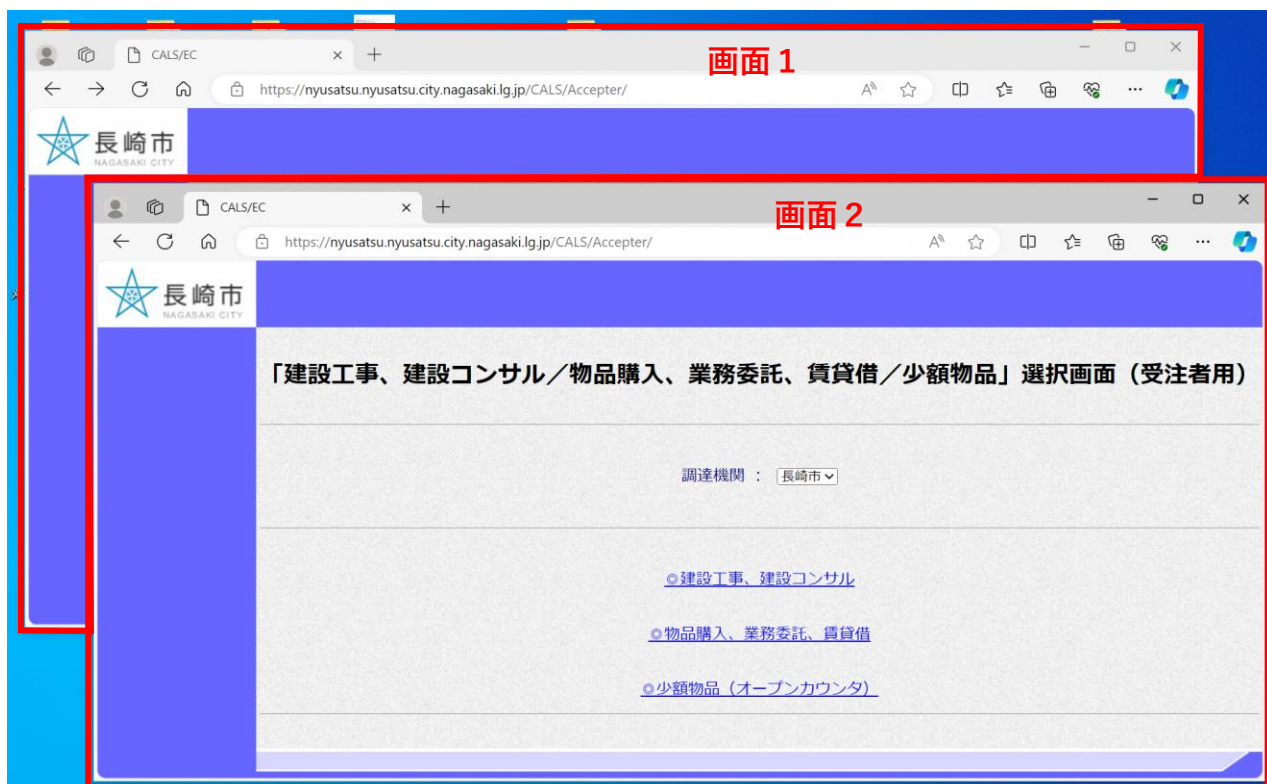 画面１
CALS/EC
https://nyusatsu.nyusatsu.city.nagasaki.lg.jp/CALS/Accepter/
長崎市
NAGASAKI CITY
画面２
CALS/EC
https://nyusatsu.nyusatsu.city.nagasaki.lg.jp/CALS/Accepter/
長崎市
NAGASAKI CITY
「建設工事、建設コンサル／物品購入、業務委託、賃貸借／少額物品」選択画面（受注者用）
調達機関 ： 長崎市
◎建設工事、建設コンサル
◎物品購入、業務委託、賃貸借
◎少額物品（オープンカウンタ）